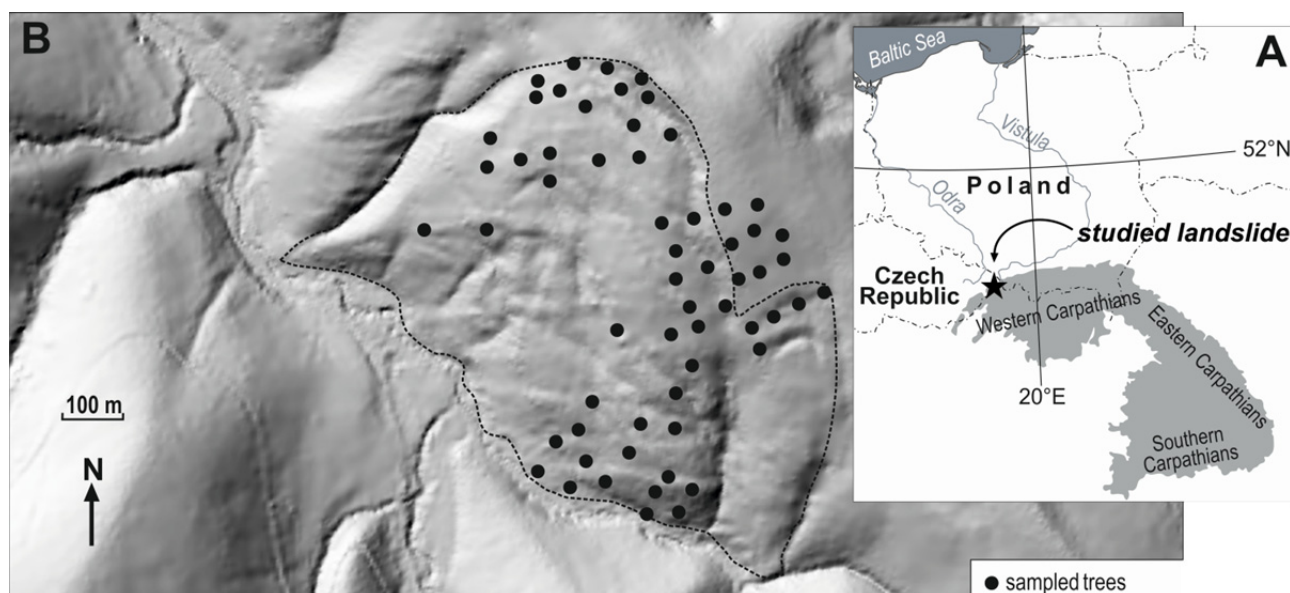 B
100 m
N
A
Baltic Sea
Vistula
52°N
Odra
Poland
studied landslide
Czech
Republic
Western Carpathians
Eastern Carpathians
20°E
Southern
Carpathians
sampled trees